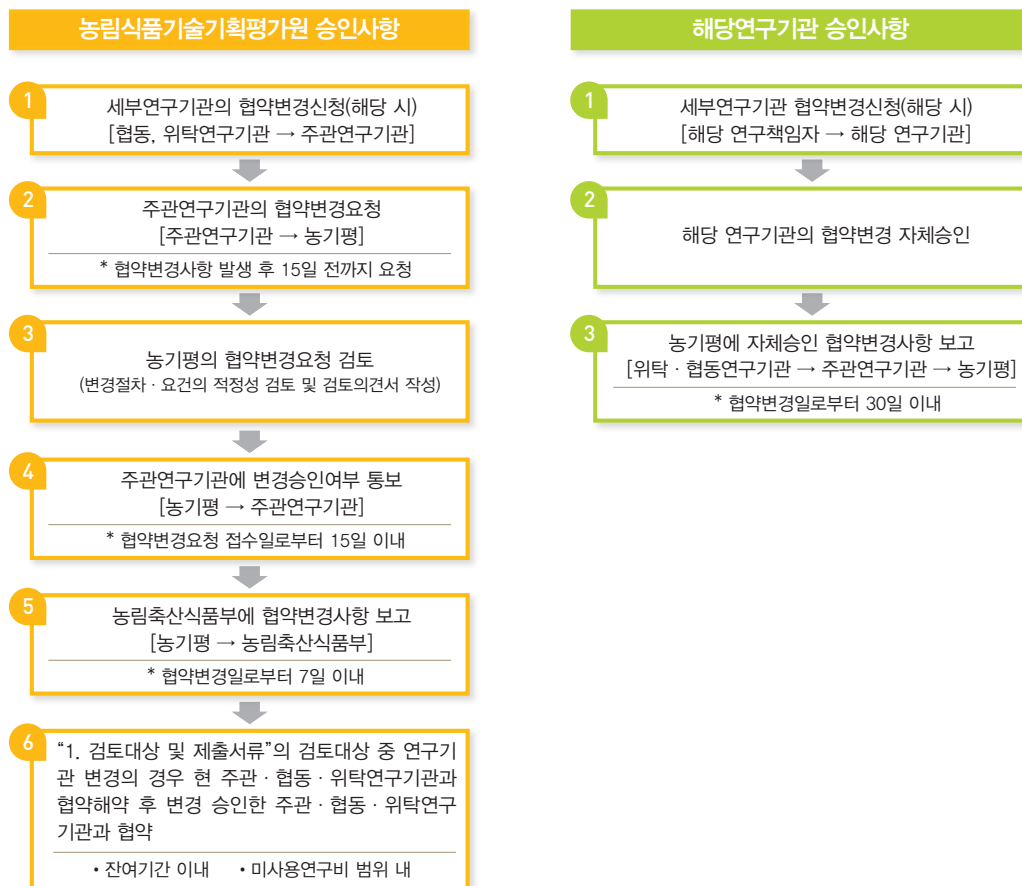 농림식품기술기획평가원 승인사항
1
세부연구기관의 협약변경신청(해당 시)
[협동, 위탁연구기관 → 주관연구기관]
2
주관연구기관의 협약변경요청
[주관연구기관 → 농기평]
* 협약변경사항 발생 후 15일 전까지 요청
3
농기평의 협약변경요청 검토
(변경절차 · 요건의 적정성 검토 및 검토의견서 작성)
4
주관연구기관에 변경승인여부 통보
[농기평 → 주관연구기관]
* 협약변경요청 접수일로부터 15일 이내
5
농림축산식품부에 협약변경사항 보고
[농기평 → 농림축산식품부]
* 협약변경일로부터 7일 이내
6
“1. 검토대상 및 제출서류”의 검토대상 중 연구기
관 변경의 경우 현 주관 · 협동 · 위탁연구기관과
협약해약 후 변경 승인한 주관 · 협동 · 위탁연구
기관과 협약
• 잔여기간 이내 • 미사용연구비 범위 내
해당연구기관 승인사항
1
세부연구기관 협약변경신청(해당 시)
[해당 연구책임자 → 해당 연구기관]
2
해당 연구기관의 협약변경 자체승인
3
농기평에 자체승인 협약변경사항 보고
[위탁 · 협동연구기관 → 주관연구기관 → 농기평]
* 협약변경일로부터 30일 이내